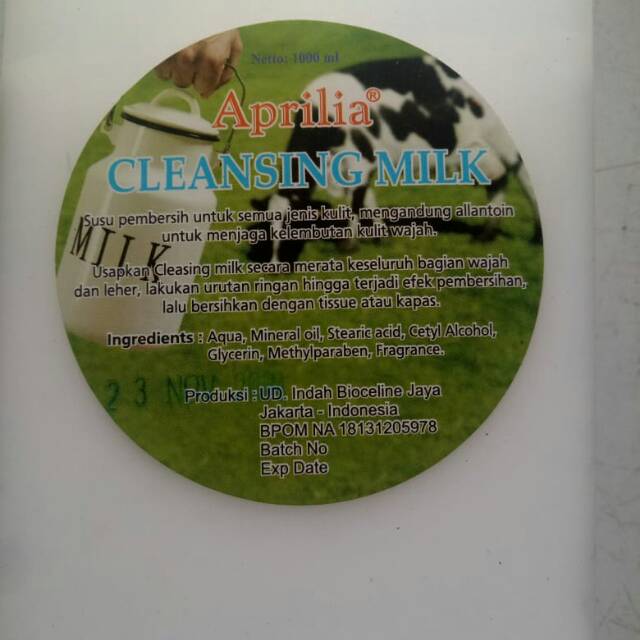 Netto: 1000 ml
Aprilia®
CLEANSING MILK
Susu pembersih untuk semua jenis kulit, mengandung allantoin
untuk menjaga kelembutan kulit wajah.
MILK
Usapkan Cleasing milk secara merata keseluruh bagian wajah
dan leher, lakukan urutan ringan hingga terjadi efek pembersihan,
lalu bersihkan dengan tissue atau kapas.
Ingredients : Aqua, Mineral oil, Stearic acid, Cetyl Alcohol,
Glycerin, Methylparaben, Fragrance.
23 NOV
Produksi : UD. Indah Bioceline Jaya
Jakarta - Indonesia
BPOM NA 18131205978
Batch No
Exp Date